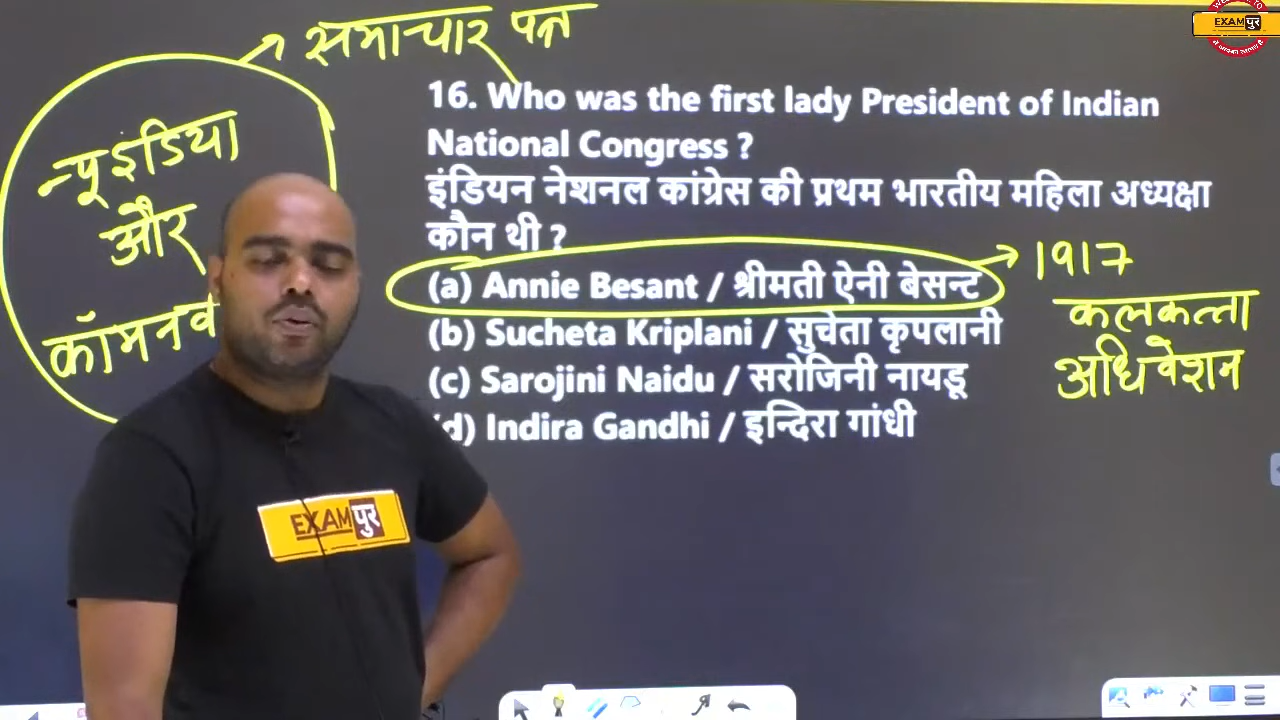 समाचार पत्र
EXAMपुर
16. Who was the first lady President of Indian
National Congress ?
इंडियन नेशनल कांग्रेस की प्रथम भारतीय महिला अध्यक्षा
कौन थी ?
(a) Annie Besant / श्रीमती ऐनी बेसन्ट
(b) Sucheta Kriplani / सुचेता कृपलानी
(c) Sarojini Naidu / सरोजिनी नायडू
(d) Indira Gandhi / इन्दिरा गांधी
1917
कलकत्ता
अधिवेशन
न्यू इंडिया
और
कॉमनवे
EXAMपुर